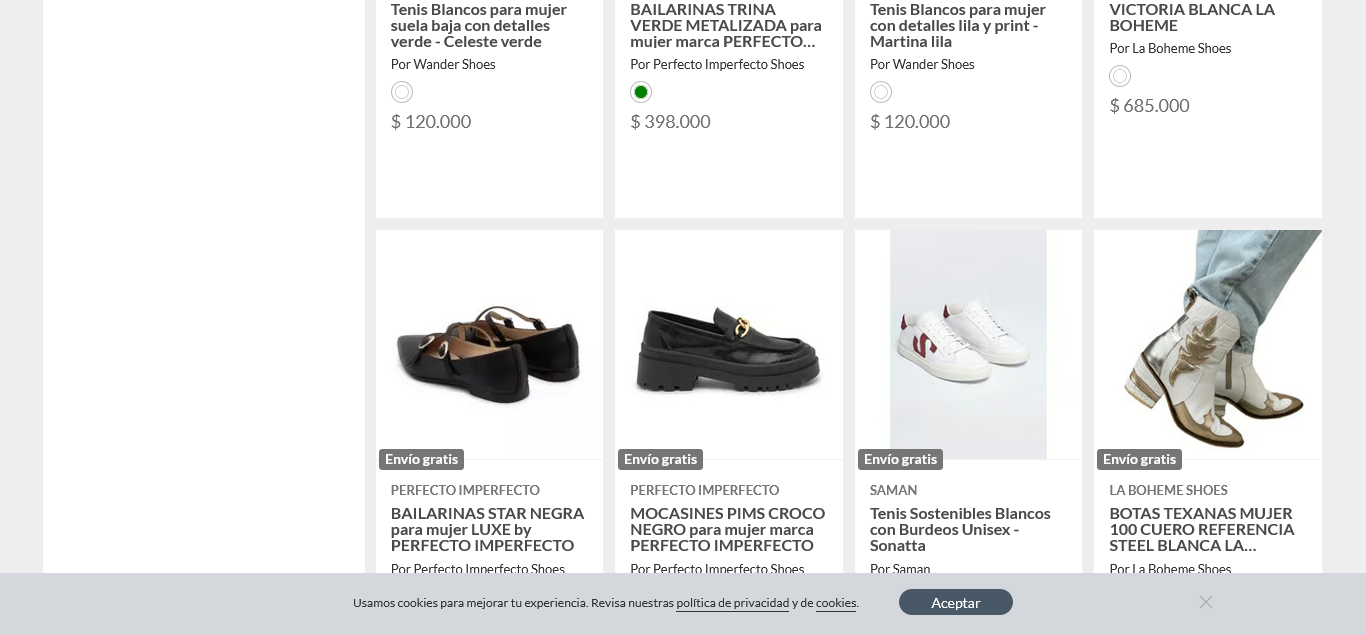 Tenis Blancos para mujer
suela baja con detalles
verde - Celeste verde
Por Wander Shoes
$ 120.000
BAILARINAS TRINA
VERDE METALIZADA para
mujer marca PERFECTO...
Por Perfecto Imperfecto Shoes
$ 398.000
Tenis Blancos para mujer
con detalles lila y print -
Martina lila
Por Wander Shoes
$ 120.000
VICTORIA BLANCA LA
BOHEME
Por La Boheme Shoes
$ 685.000
Envío gratis
PERFECTO IMPERFECTO
BAILARINAS STAR NEGRA
para mujer LUXE by
PERFECTO IMPERFECTO
Por Perfecto Imperfecto Shoes
Envío gratis
PERFECTO IMPERFECTO
MOCASINES PIMS CROCO
NEGRO para mujer marca
PERFECTO IMPERFECTO
Por Perfecto Imperfecto Shoes
Envío gratis
SAMAN
Tenis Sostenibles Blancos
con Burdeos Unisex -
Sonatta
Por Saman
Envío gratis
LA BOHEME SHOES
BOTAS TEXANAS MUJER
100 CUERO REFERENCIA
STEEL BLANCA LA...
Por La Boheme Shoes
Usamos cookies para mejorar tu experiencia. Revisa nuestras política de privacidad y de cookies.
Aceptar